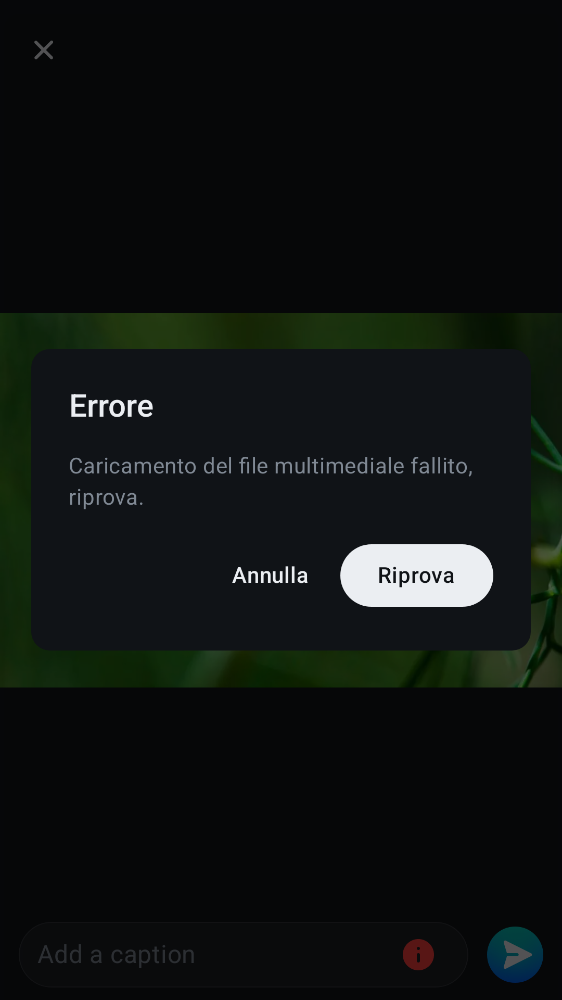 Errore
Caricamento del file multimediale fallito,
riprova.
Annulla
Riprova
Add a caption